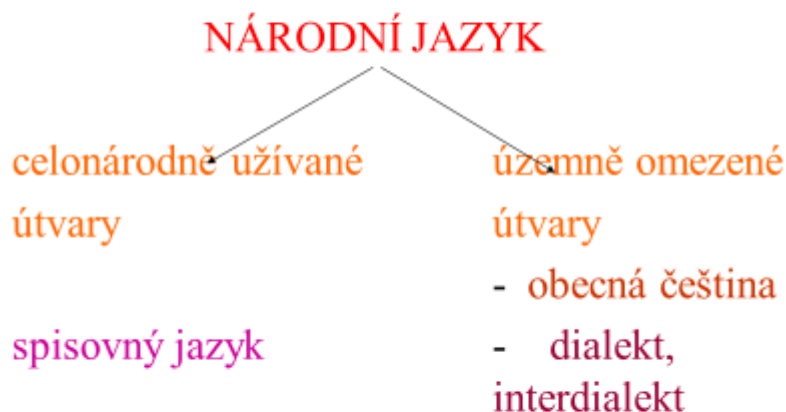 NÁRODNÍ JAZYK
celonárodně užívané
útvary
spisovný jazyk
územně omezené
útvary
- obecná čeština
- dialekt,
interdialekt